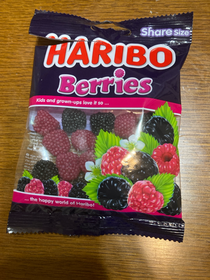 Share size
HARIBO
Berries
Kids and grown-ups love it so ...
... the happy world of Haribo!